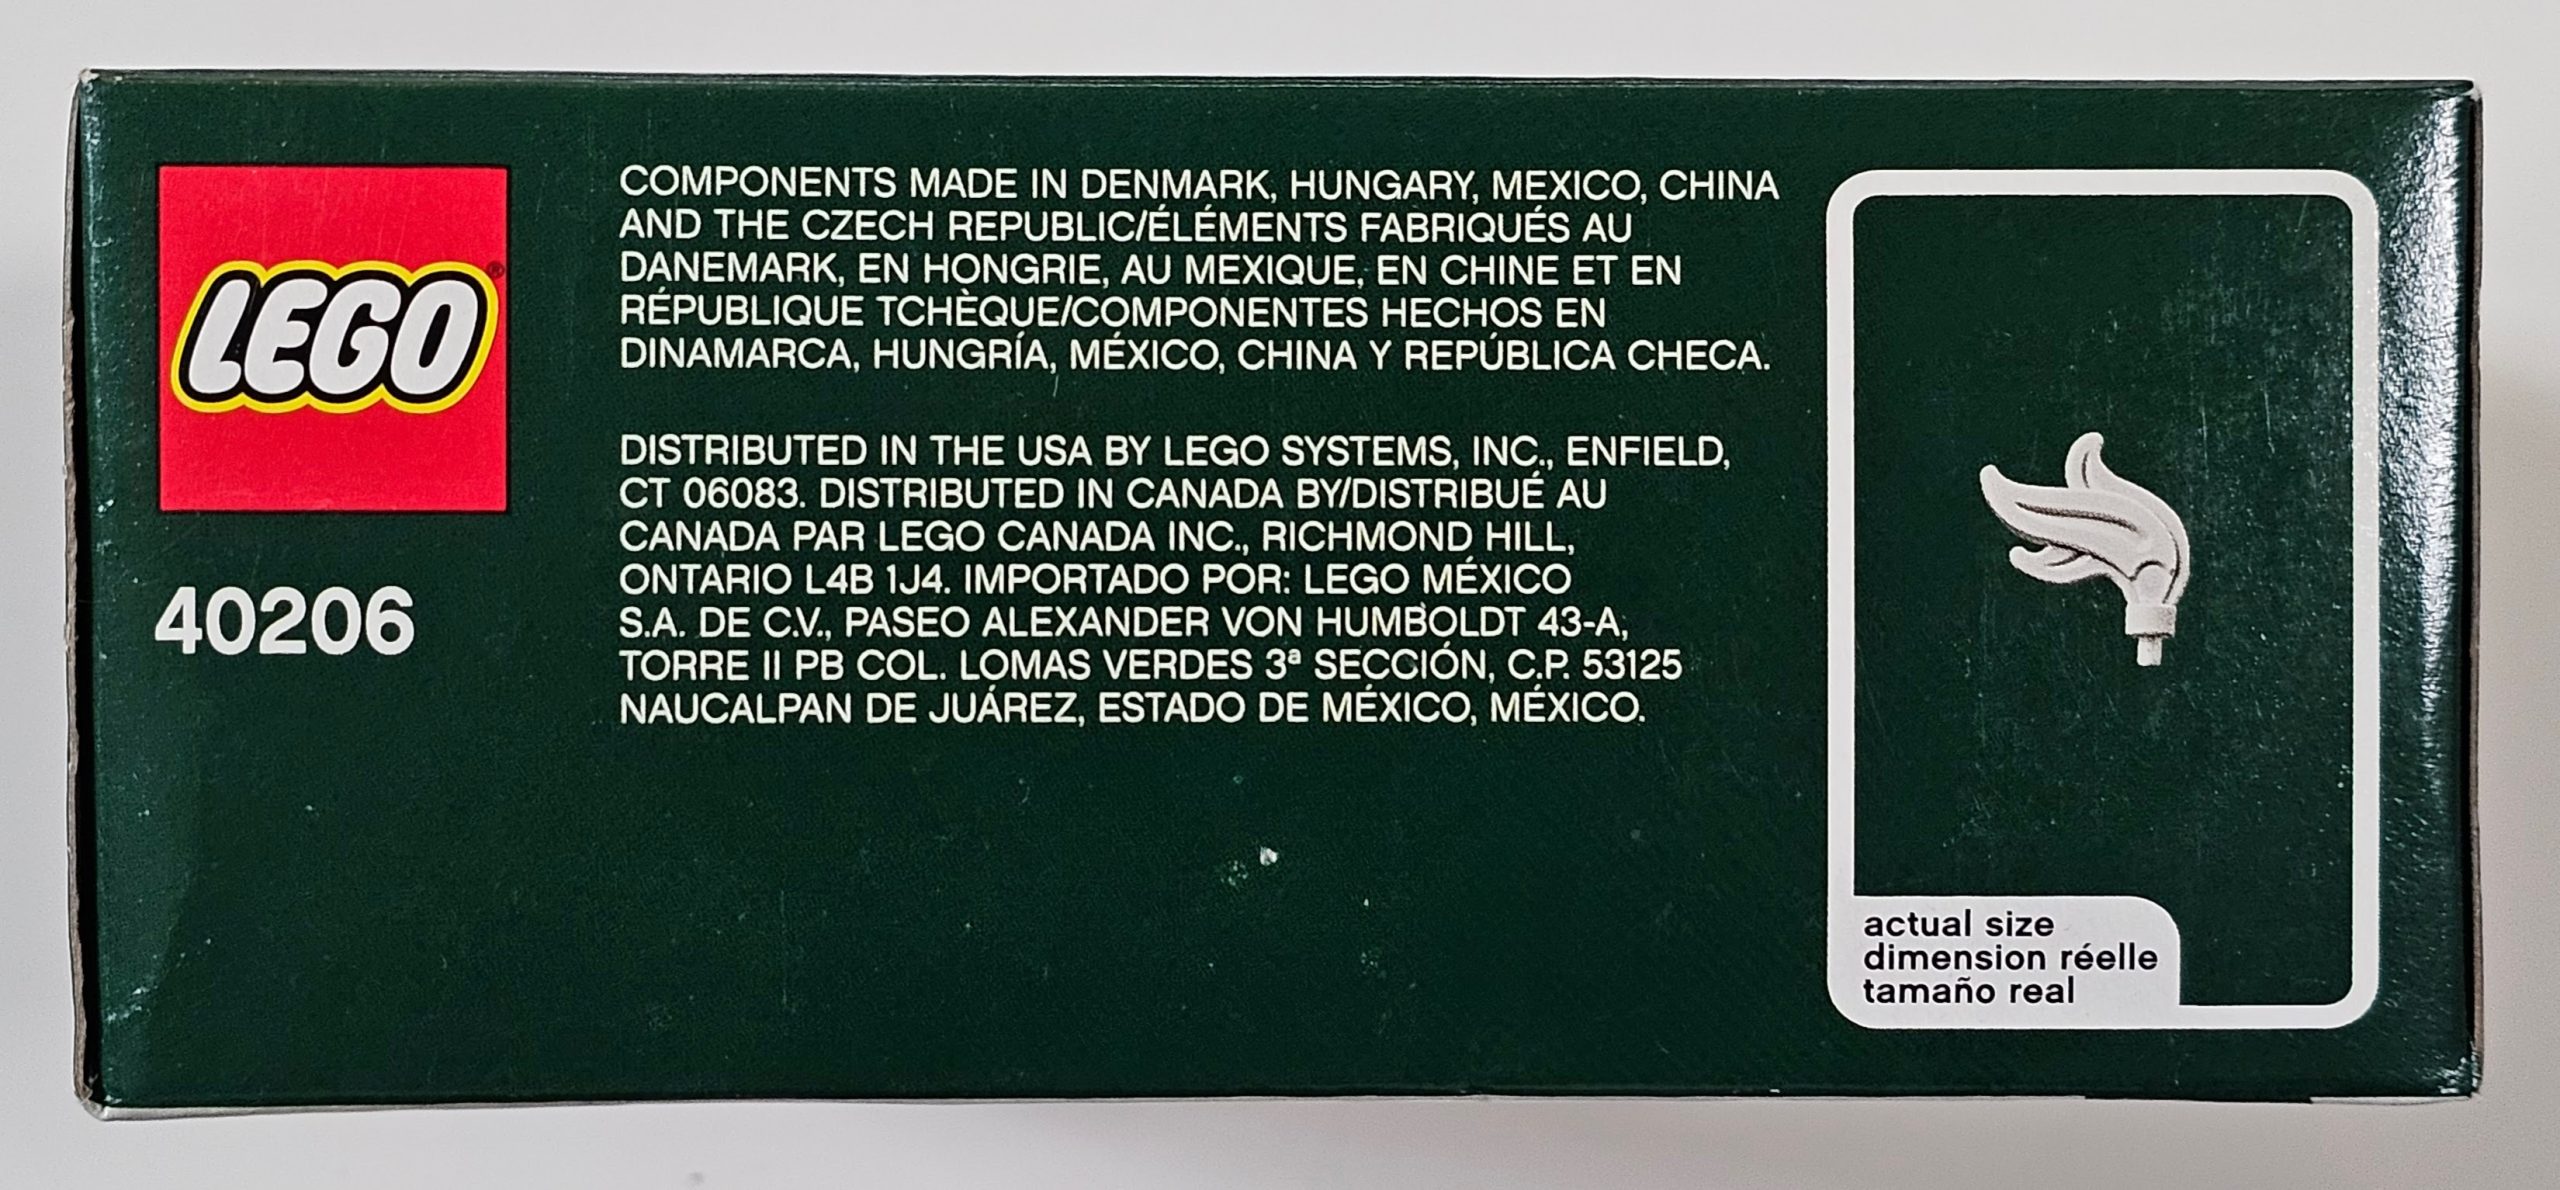 LEGO®
40206
COMPONENTS MADE IN DENMARK, HUNGARY, MEXICO, CHINA
AND THE CZECH REPUBLIC/ÉLÉMENTS FABRIQUÉS AU
DANEMARK, EN HONGRIE, AU MEXIQUE, EN CHINE ET EN
RÉPUBLIQUE TCHÈQUE/COMPONENTES HECHOS EN
DINAMARCA, HUNGRÍA, MÉXICO, CHINA Y REPÚBLICA CHECA.
DISTRIBUTED IN THE USA BY LEGO SYSTEMS, INC., ENFIELD,
CT 06083. DISTRIBUTED IN CANADA BY/DISTRIBUÉ AU
CANADA PAR LEGO CANADA INC., RICHMOND HILL,
ONTARIO L4B 1J4. IMPORTADO POR: LEGO MÉXICO
S.A. DE C.V., PASEO ALEXANDER VON HUMBOLDT 43-A,
TORRE II PB COL. LOMAS VERDES 3ª SECCIÓN, C.P. 53125
NAUCALPAN DE JUÁREZ, ESTADO DE MÉXICO, MÉXICO.
actual size
dimension réelle
tamaño real